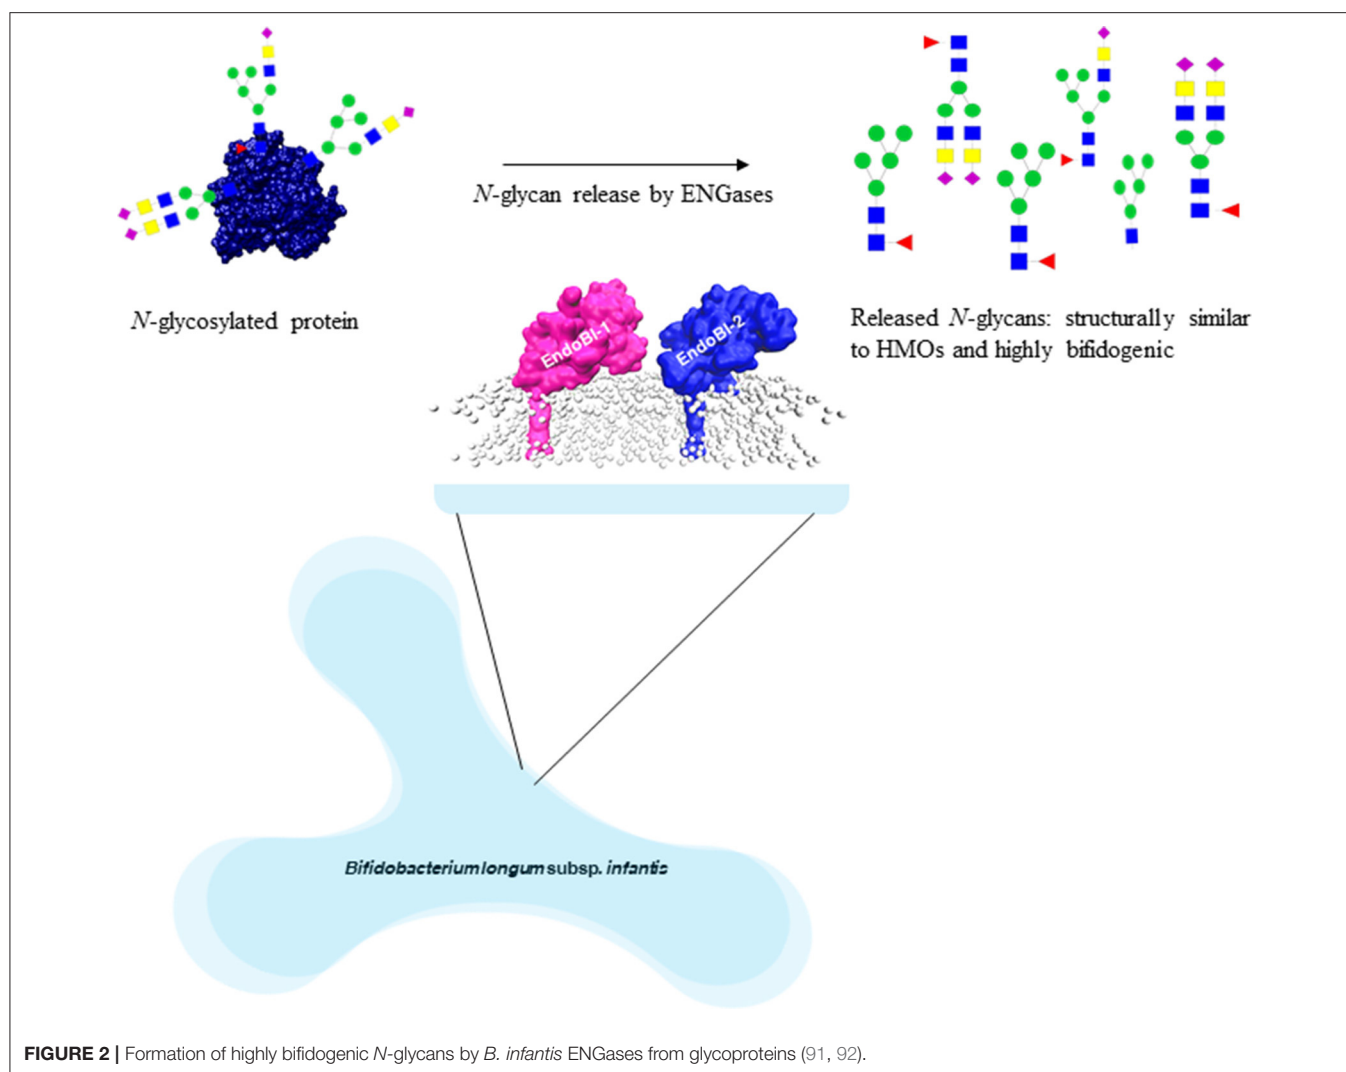 N-glycan release by ENGases
N-glycosylated protein
Released N-glycans: structurally similar
to HMOs and highly bifidogenic
EndoBI-1
EndoBI-2
Bifidobacterium longum subsp. infantis
FIGURE 2 | Formation of highly bifidogenic N-glycans by B. infantis ENGases from glycoproteins (91, 92).